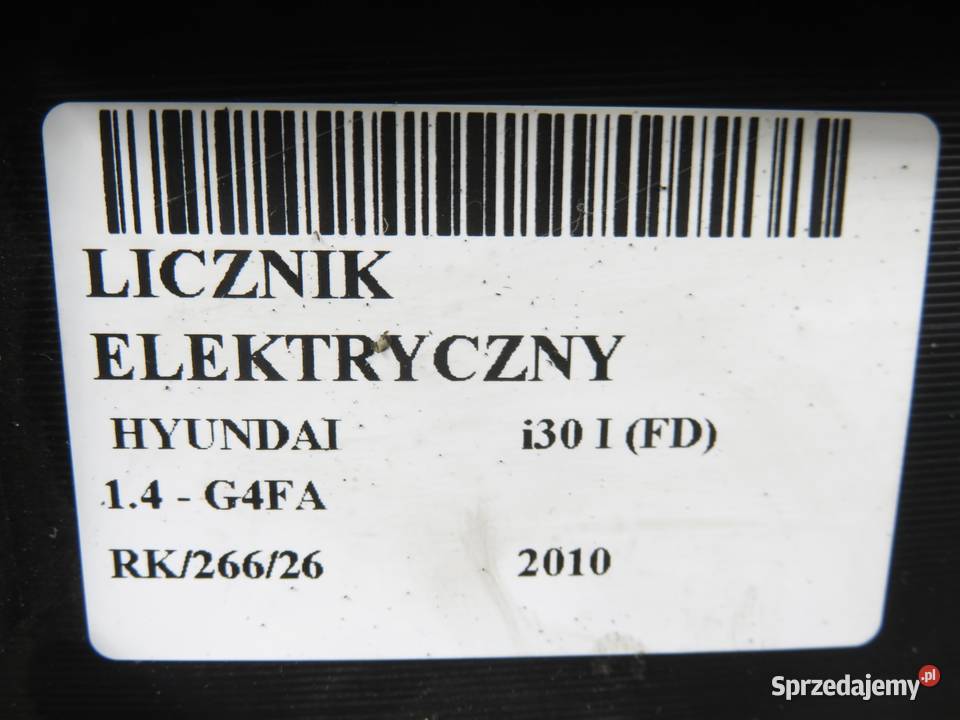 LICZNIK
ELEKTRYCZNY
HYUNDAI i30 I (FD)
1.4 - G4FA
RK/266/26 2010
Sprzedajemy.pl